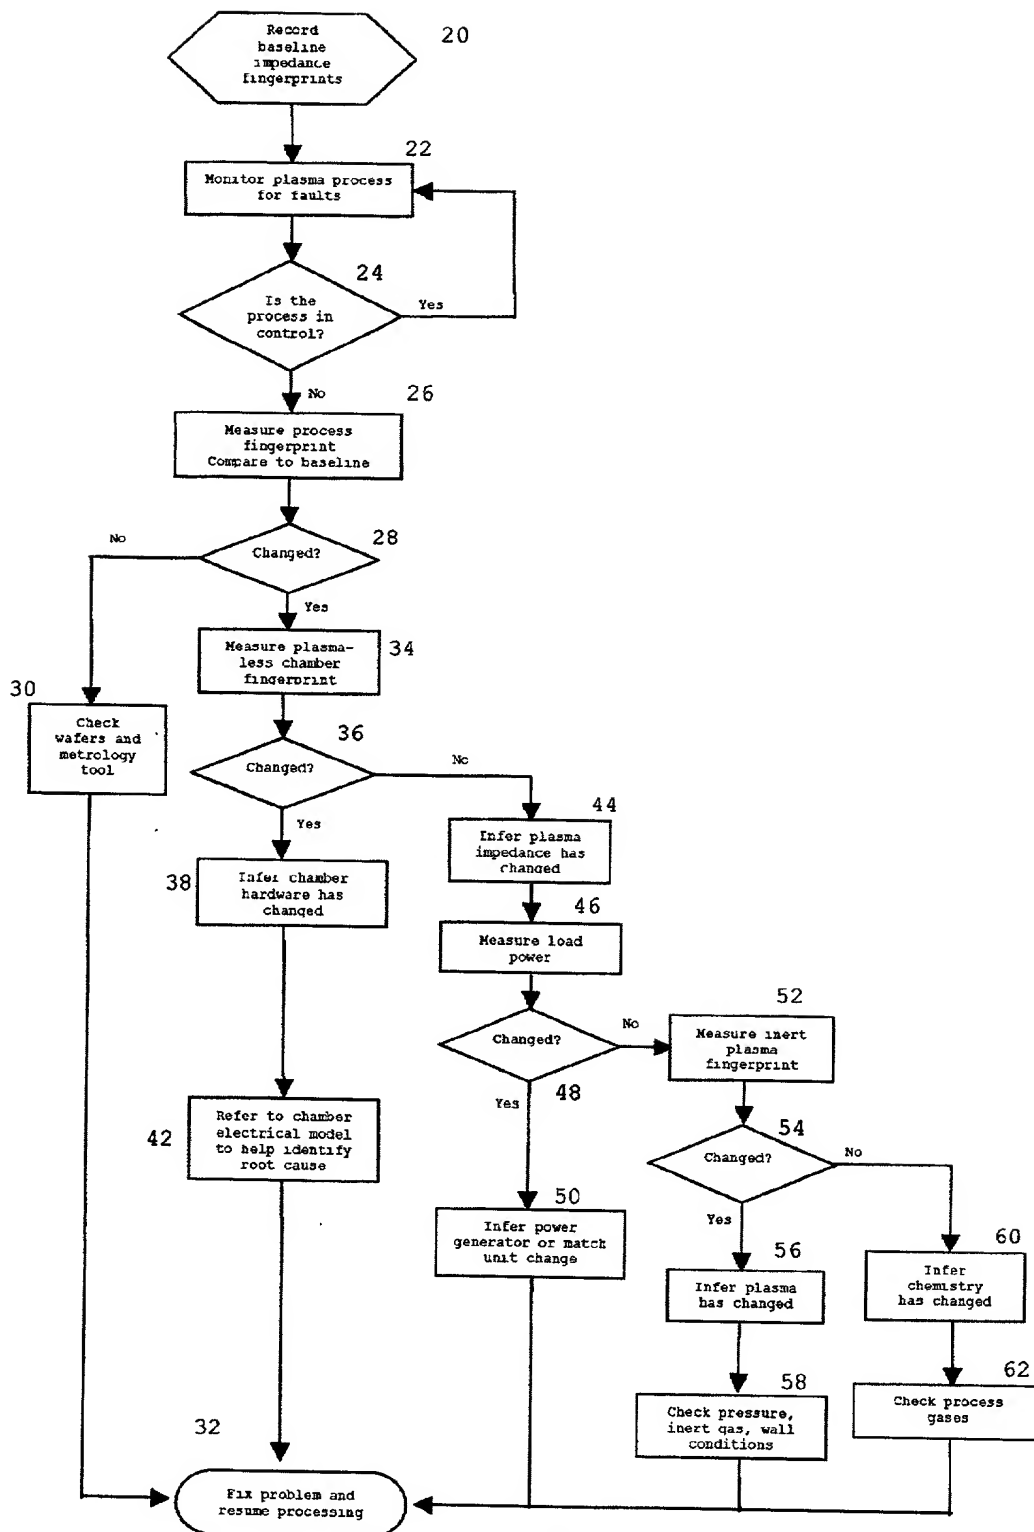 Record
baseline
impedance
fingerprints
20
22
Monitor plasma process
for faults
24
Is the
process in
control?
Yes
No
26
Measure process
fingerprint
Compare to baseline
No
28
Changed?
Yes
Measure plasma-
less chamber
fingerprint
34
30
Check
wafers and
metrology
tool
36
Changed?
No
Yes
44
Infer plasma
impedance has
changed
38
Infer chamber
hardware has
changed
46
Measure load
power
52
Changed?
No
Measure inert
plasma
fingerprint
Yes
48
42
Refer to chamber
electrical model
to help identify
root cause
54
Changed?
No
Yes
50
Infer power
generator or match
unit change
56
Infer plasma
has changed
60
Infer
chemistry
has changed
58
Check pressure,
inert gas, wall
conditions
62
Check process
gases
32
Fix problem and
resume processing